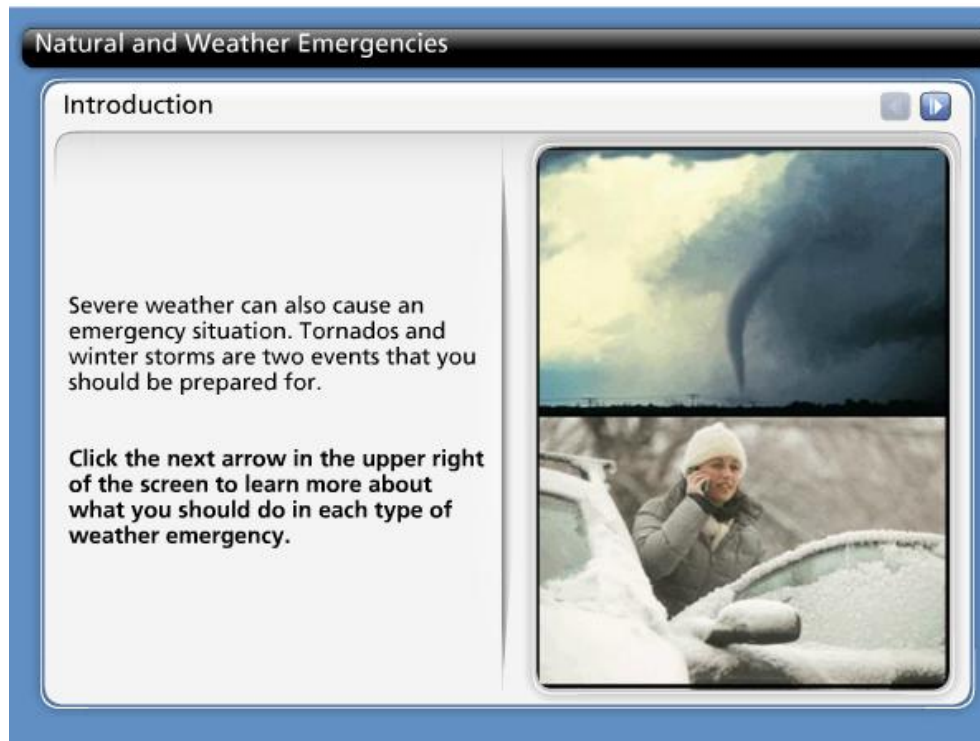 Natural and Weather Emergencies
Introduction
Severe weather can also cause an
emergency situation. Tornados and
winter storms are two events that you
should be prepared for.
Click the next arrow in the upper right
of the screen to learn more about
what you should do in each type of
weather emergency.